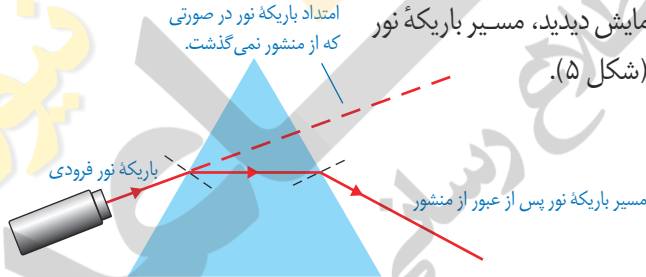 مایش دیدید، مسیر باریکهٔ نور
(شکل ۵).
امتداد باریکهٔ نور در صورتی
که از منشور نمی‌گذشت.
باریکهٔ نور فرودی
مسیر باریکهٔ نور پس از عبور از منشور